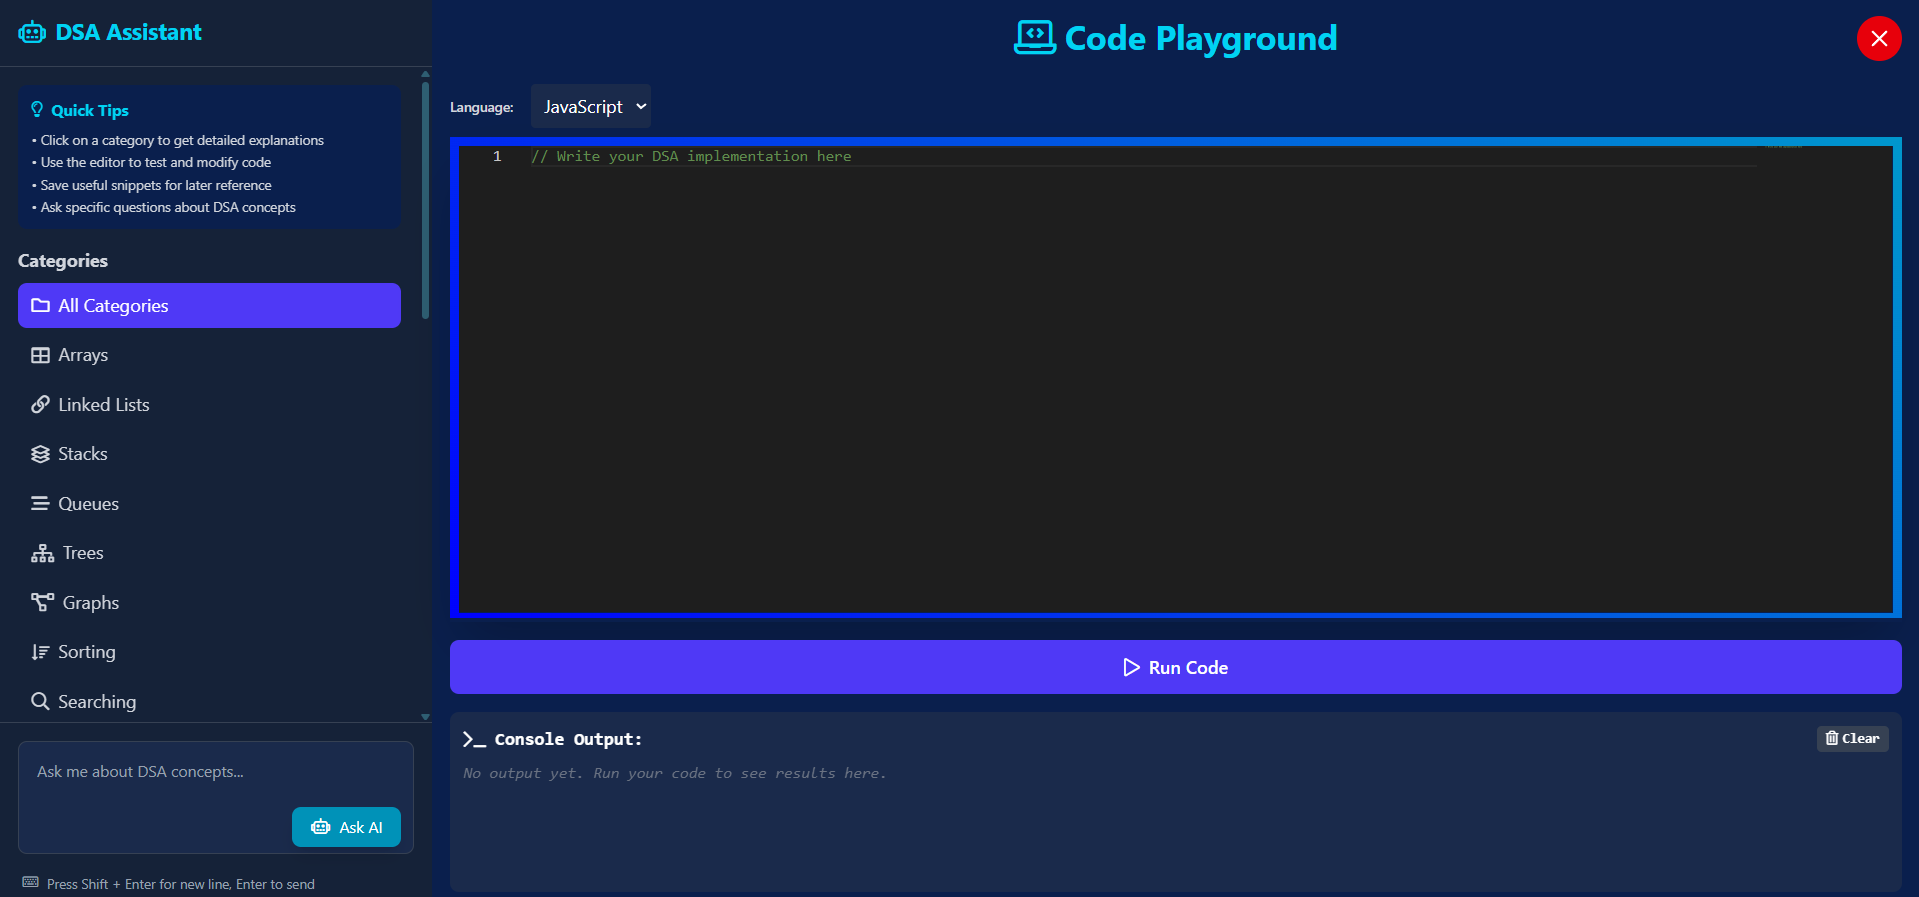 DSA Assistant
Quick Tips
• Click on a category to get detailed explanations
• Use the editor to test and modify code
• Save useful snippets for later reference
• Ask specific questions about DSA concepts
Categories
All Categories
Arrays
Linked Lists
Stacks
Queues
Trees
Graphs
Sorting
Searching
Ask me about DSA concepts...
Ask AI
Press Shift + Enter for new line, Enter to send
Code Playground
Language: JavaScript
1 // Write your DSA implementation here
Run Code
Console Output:
Clear
No output yet. Run your code to see results here.